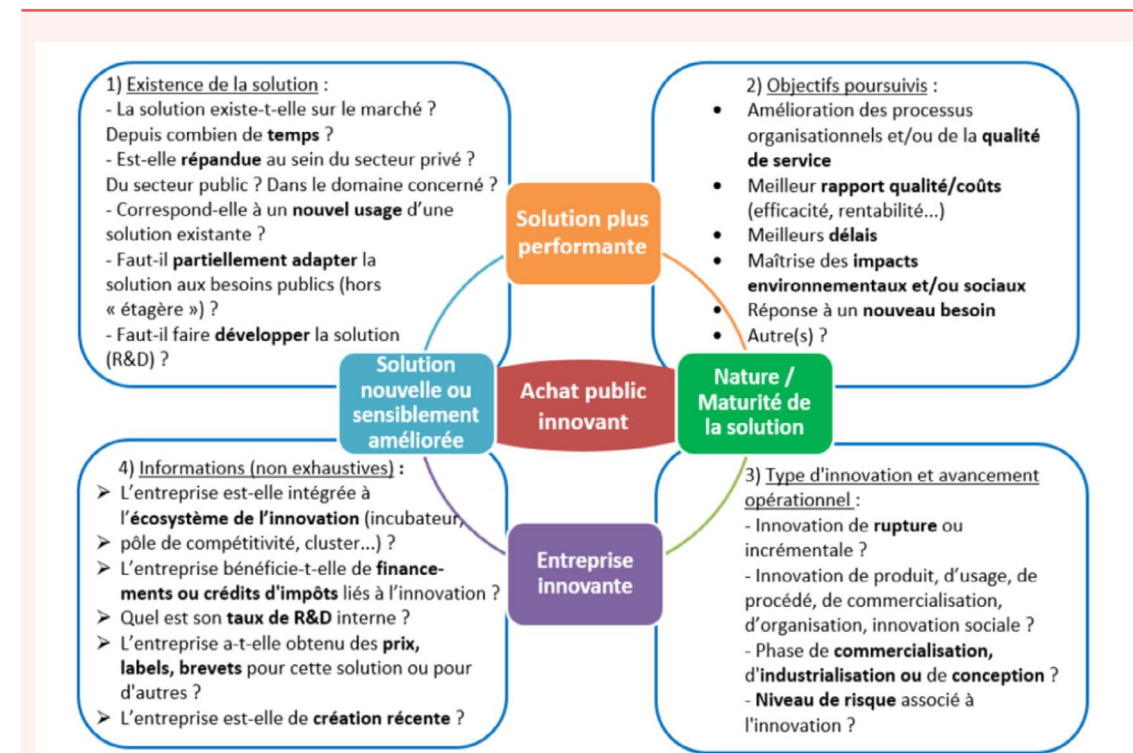 1) Existence de la solution :
- La solution existe-t-elle sur le marché ?
Depuis combien de temps ?
- Est-elle répandue au sein du secteur privé ?
Du secteur public ? Dans le domaine concerné ?
- Correspond-elle à un nouvel usage d’une
solution existante ?
- Faut-il partiellement adapter la
solution aux besoins publics (hors
« étagère ») ?
- Faut-il faire développer la solution
(R&D) ?
2) Objectifs poursuivis :
• Amélioration des processus
organisationnels et/ou de la qualité
de service
• Meilleur rapport qualité/coûts
(efficacité, rentabilité...)
• Meilleurs délais
• Maîtrise des impacts
environnementaux et/ou sociaux
• Réponse à un nouveau besoin
• Autre(s) ?
Solution plus
performante
Solution
nouvelle ou
sensiblement
améliorée
Achat public
innovant
Nature /
Maturité de
la solution
Entreprise
innovante
4) Informations (non exhaustives) :
➢ L’entreprise est-elle intégrée à
l’écosystème de l’innovation (incubateur,
➢ pôle de compétitivité, cluster...) ?
➢ L’entreprise bénéficie-t-elle de finance-
ments ou crédits d'impôts liés à l’innovation ?
➢ Quel est son taux de R&D interne ?
➢ L’entreprise a-t-elle obtenu des prix,
labels, brevets pour cette solution ou pour
d'autres ?
➢ L’entreprise est-elle de création récente ?
3) Type d'innovation et avancement
opérationnel :
- Innovation de rupture ou
incrémentale ?
- Innovation de produit, d’usage, de
procédé, de commercialisation,
d’organisation, innovation sociale ?
- Phase de commercialisation,
d'industrialisation ou de conception ?
- Niveau de risque associé à
l'innovation ?